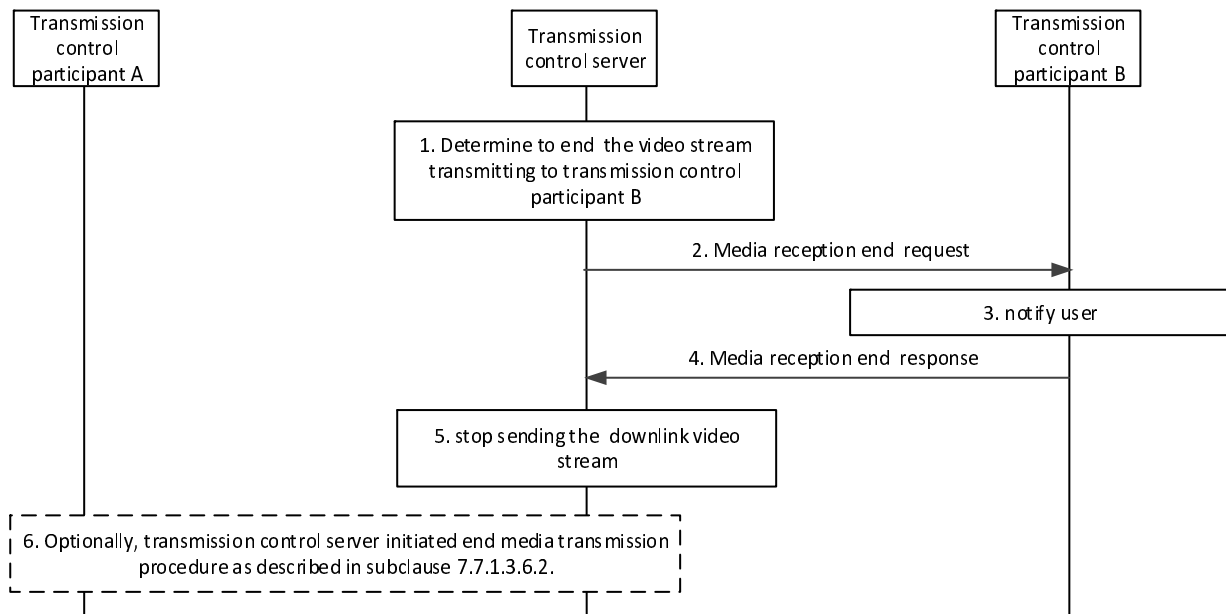 Transmission
control
participant A
Transmission
control server
Transmission
control
participant B
1. Determine to end the video stream
transmitting to transmission control
participant B
2. Media reception end request
3. notify user
4. Media reception end response
5. stop sending the downlink video
stream
6. Optionally, transmission control server initiated end media transmission
procedure as described in subclause 7.7.1.3.6.2.